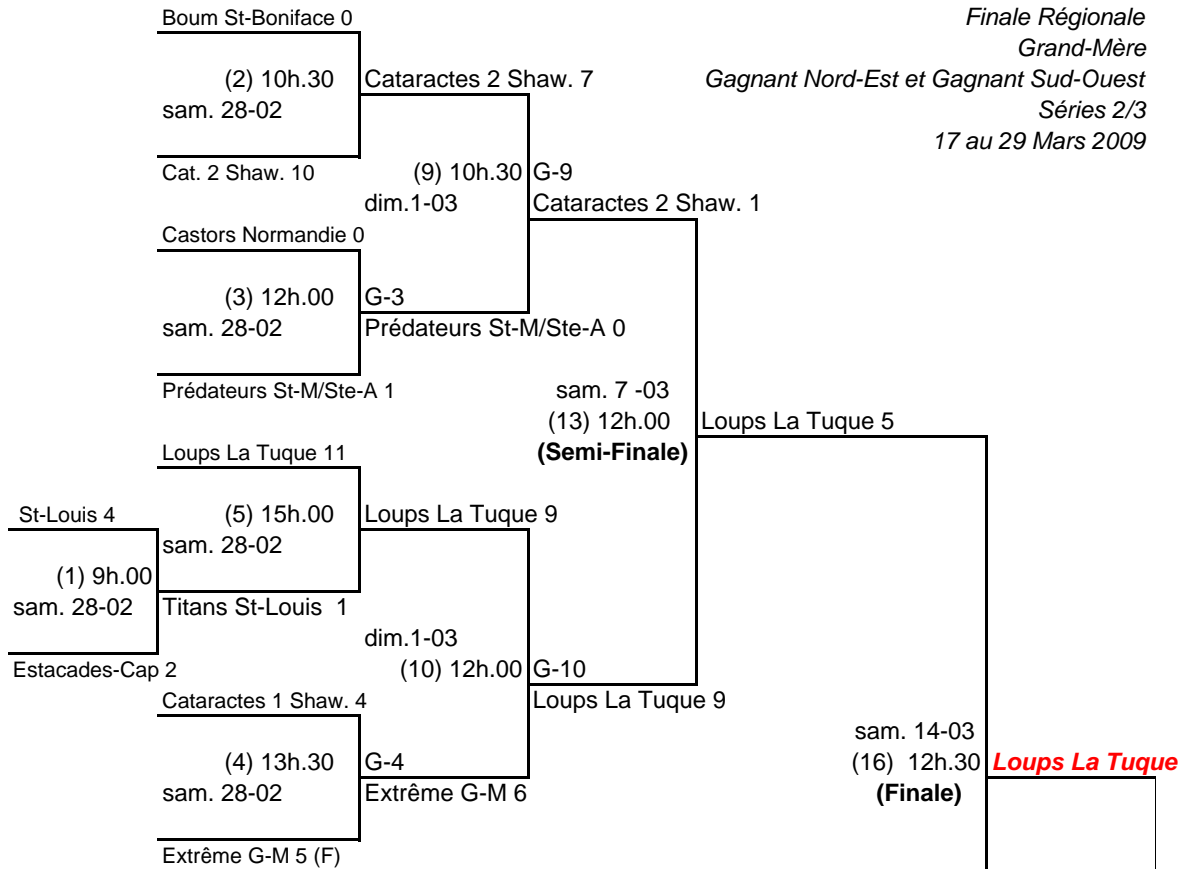 Boum St-Boniface 0
Finale Régionale
Grand-Mère
(2) 10h.30
Cataractes 2 Shaw. 7
Gagnant Nord-Est et Gagnant Sud-Ouest
sam. 28-02
Séries 2/3
17 au 29 Mars 2009
Cat. 2 Shaw. 10
(9) 10h.30
G-9
dim.1-03
Cataractes 2 Shaw. 1
Castors Normandie 0
(3) 12h.00
G-3
sam. 28-02
Prédateurs St-M/Ste-A 0
Prédateurs St-M/Ste-A 1
sam. 7 -03
(13) 12h.00
Loups La Tuque 5
(Semi-Finale)
Loups La Tuque 11
St-Louis 4
(5) 15h.00
Loups La Tuque 9
sam. 28-02
(1) 9h.00
sam. 28-02
Titans St-Louis  1
dim.1-03
Estacades-Cap 2
(10) 12h.00
G-10
Cataractes 1 Shaw. 4
Loups La Tuque 9
sam. 14-03
(4) 13h.30
G-4
(16)  12h.30
Loups La Tuque
sam. 28-02
Extrême G-M 6
(Finale)
Extrême G-M 5 (F)